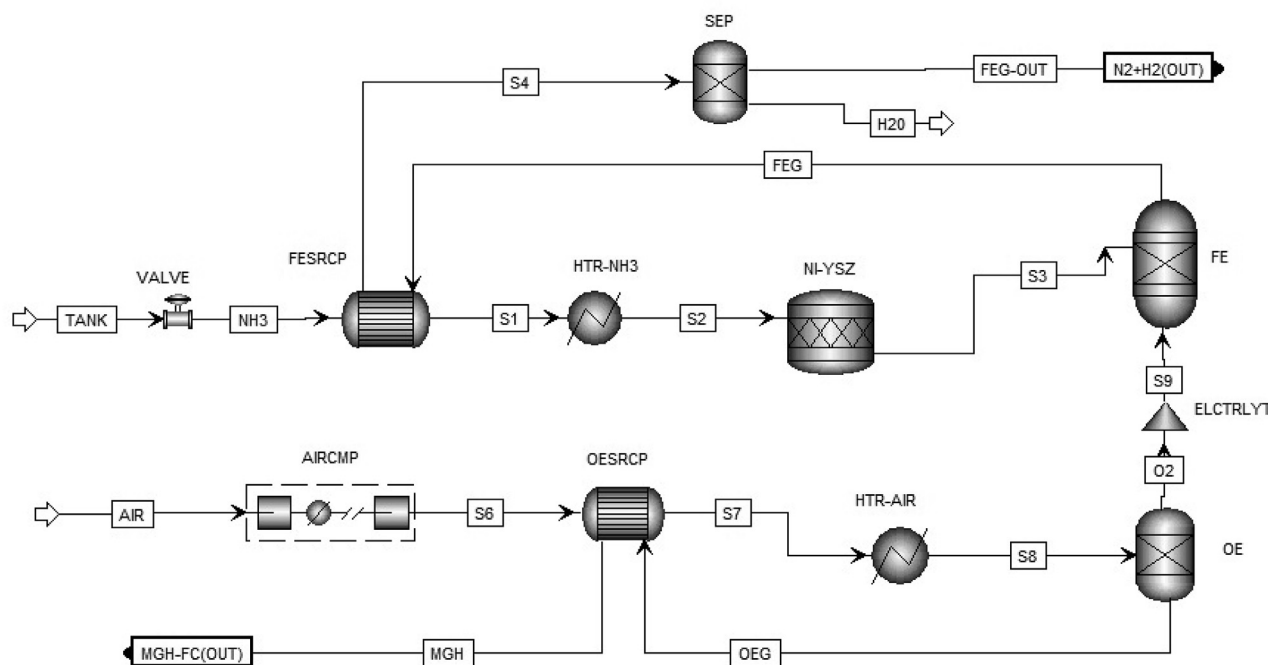 SEP
S4
FEG-OUT
N2+H2(OUT)
H20
FEG
FESRCP
HTR-NH3
NI-YSZ
S3
FE
VALVE
TANK
NH3
S1
S2
S9
ELCTRLYT
AIRCMP
OESRCP
O2
HTR-AIR
AIR
S6
S7
S8
OE
MGH-FC(OUT)
MGH
OEG